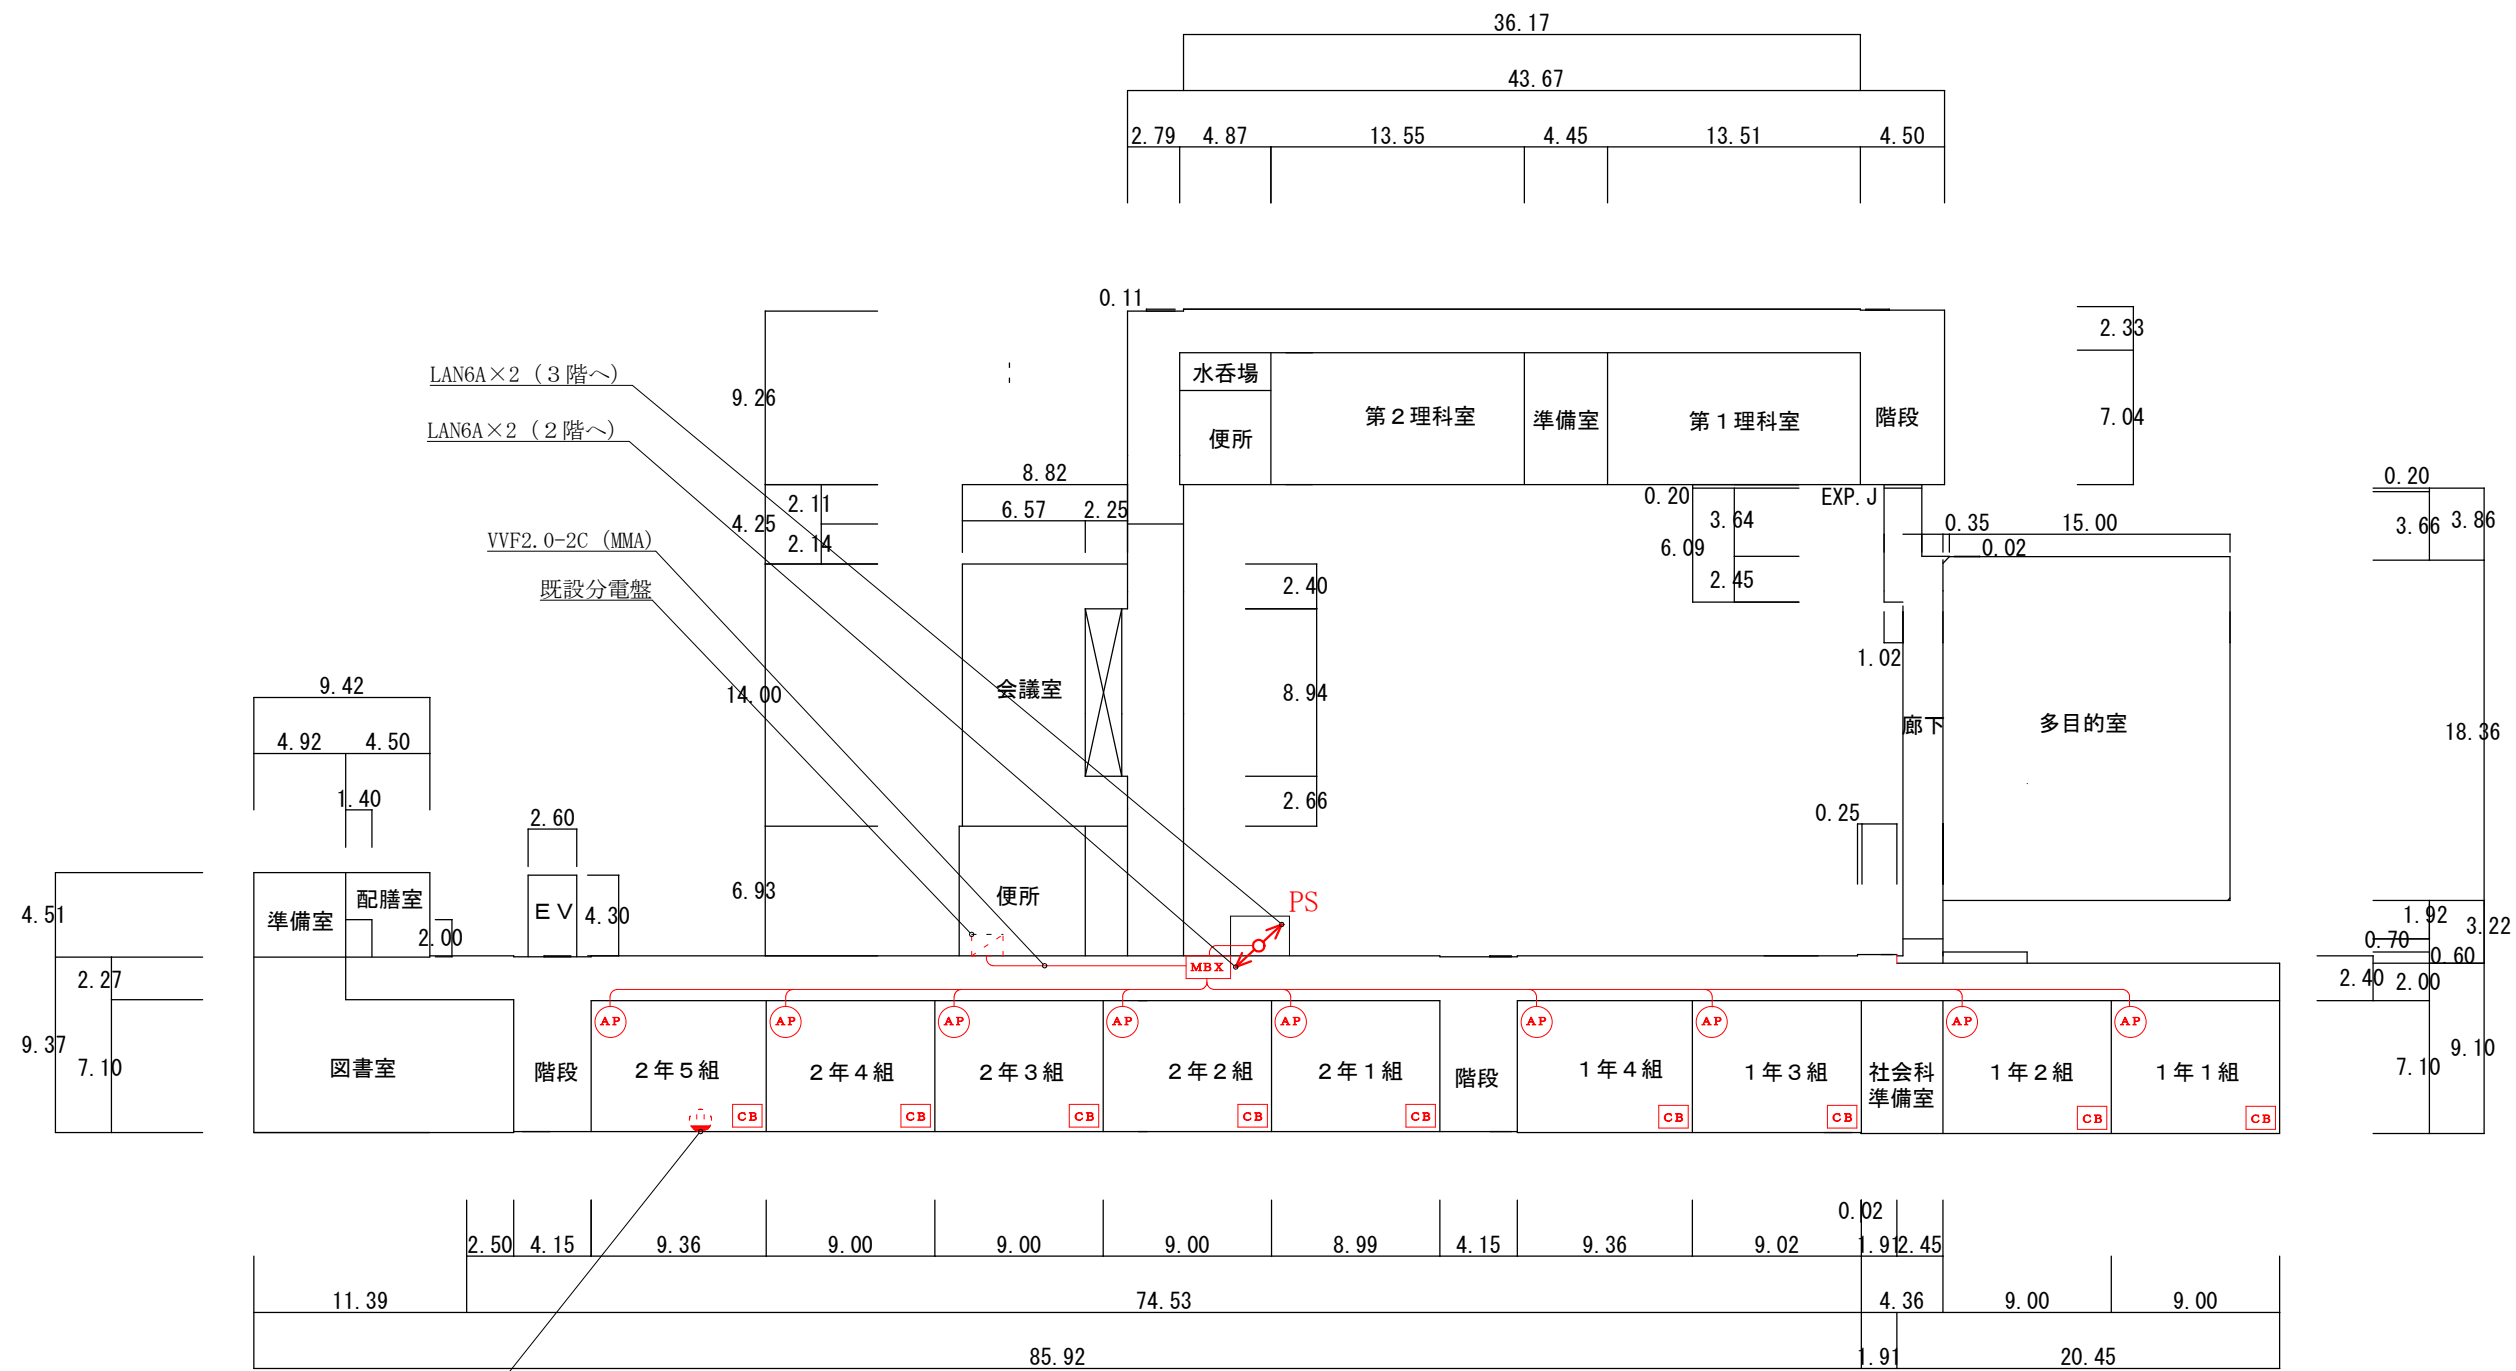 36.17
43.67
2.79 4.87 13.55 4.45 13.51 4.50
0.11
2.33
LAN6A×2（３階へ）
水呑場
9.26
第２理科室 準備室 第１理科室 階段
7.04
LAN6A×2（２階へ）
便所
8.82
0.20
2.11
6.57 2.25
0.20
EXP.J
4.25
3.64
0.35 15.00
3.66 3.86
VVF2.0-2C（MMA）
2.14
6.09
0.02
既設分電盤
2.40
2.45
1.02
9.42
14.00
会議室
8.94
廊下
多目的室
18.36
4.92 4.50
1.40
2.60
2.66
0.25
4.51
準備室
配膳室
2.00
ＥＶ
4.30
6.93
便所
PS
1.92 3.22
0.70
0.60
2.27
MBX
2.40 2.00
AP AP AP AP AP AP AP AP AP
9.37
7.10
図書室
階段
２年５組 ２年４組 ２年３組 ２年２組 ２年１組
階段
１年４組 １年３組
社会科
準備室
１年２組 １年１組
7.10
9.10
CB CB CB CB CB CB CB CB CB
0.02
2.50 4.15 9.36 9.00 9.00 9.00 8.99 4.15 9.36 9.02 1.91 2.45
11.39 74.53 4.36 9.00 9.00
85.92 1.91 20.45